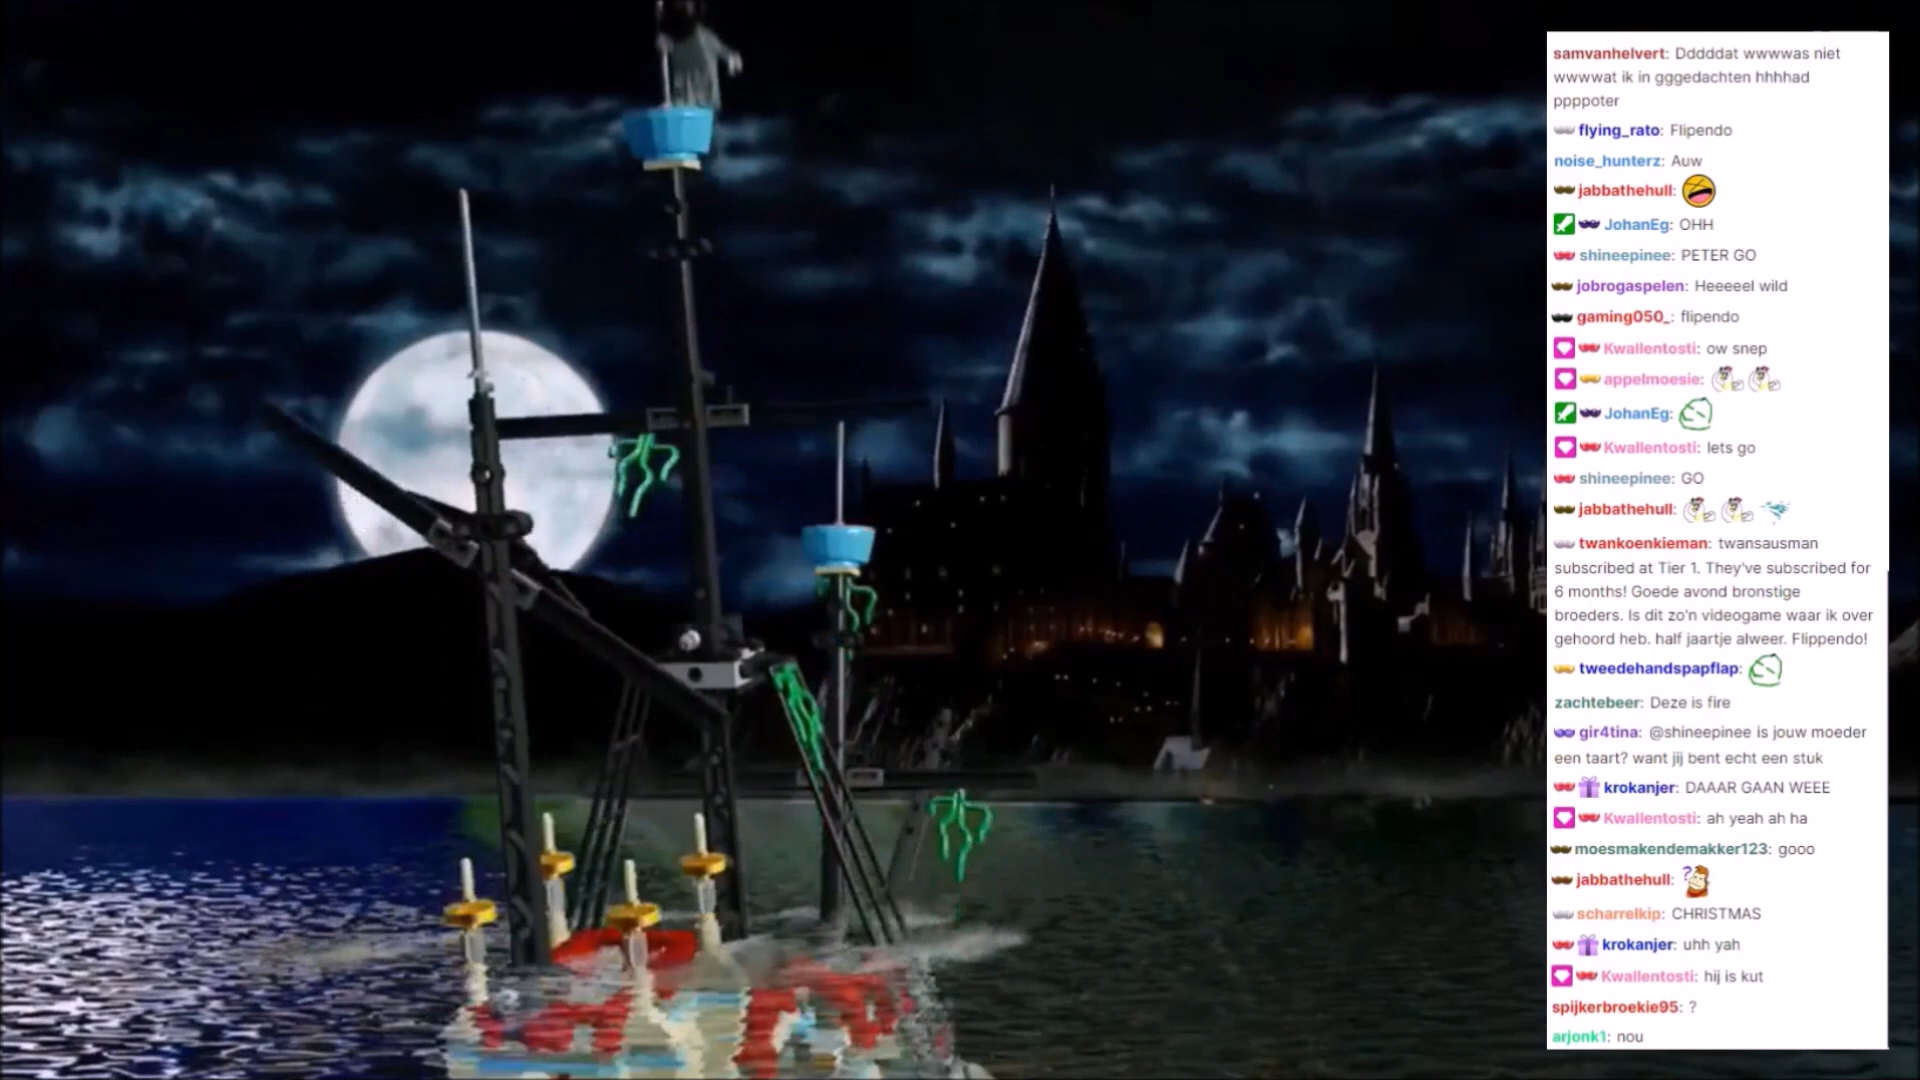 samvanhelvert: Dddddat wwwwas niet
wwwwat ik in gggedachten hhhhad
ppppoter
flying_rato: Flipendo
noise_hunterz: Auw
jabbathehull:
JohanEg: OHH
shineepinee: PETER GO
jobrogaspelen: Heeeeel wild
gaming050_: flipendo
Kwallentosti: ow snep
appelmoesie:
JohanEg:
Kwallentosti: lets go
shineepinee: GO
jabbathehull:
twankoenkieman: twansausman
subscribed at Tier 1. They've subscribed for
6 months! Goede avond bronstige
broeders. Is dit zo'n videogame waar ik over
gehoord heb. half jaartje alweer. Flippendo!
tweedehandspapflap:
zachtebeer: Deze is fire
gir4tina: @shineepinee is jouw moeder
een taart? want jij bent echt een stuk
krokanjer: DAAAR GAAN WEEE
Kwallentosti: ah yeah ah ha
moesmakendemakker123: gooo
jabbathehull: ?
scharrelkip: CHRISTMAS
krokanjer: uhh yah
Kwallentosti: hij is kut
spijkerbroekie95: ?
arjonk1: nou